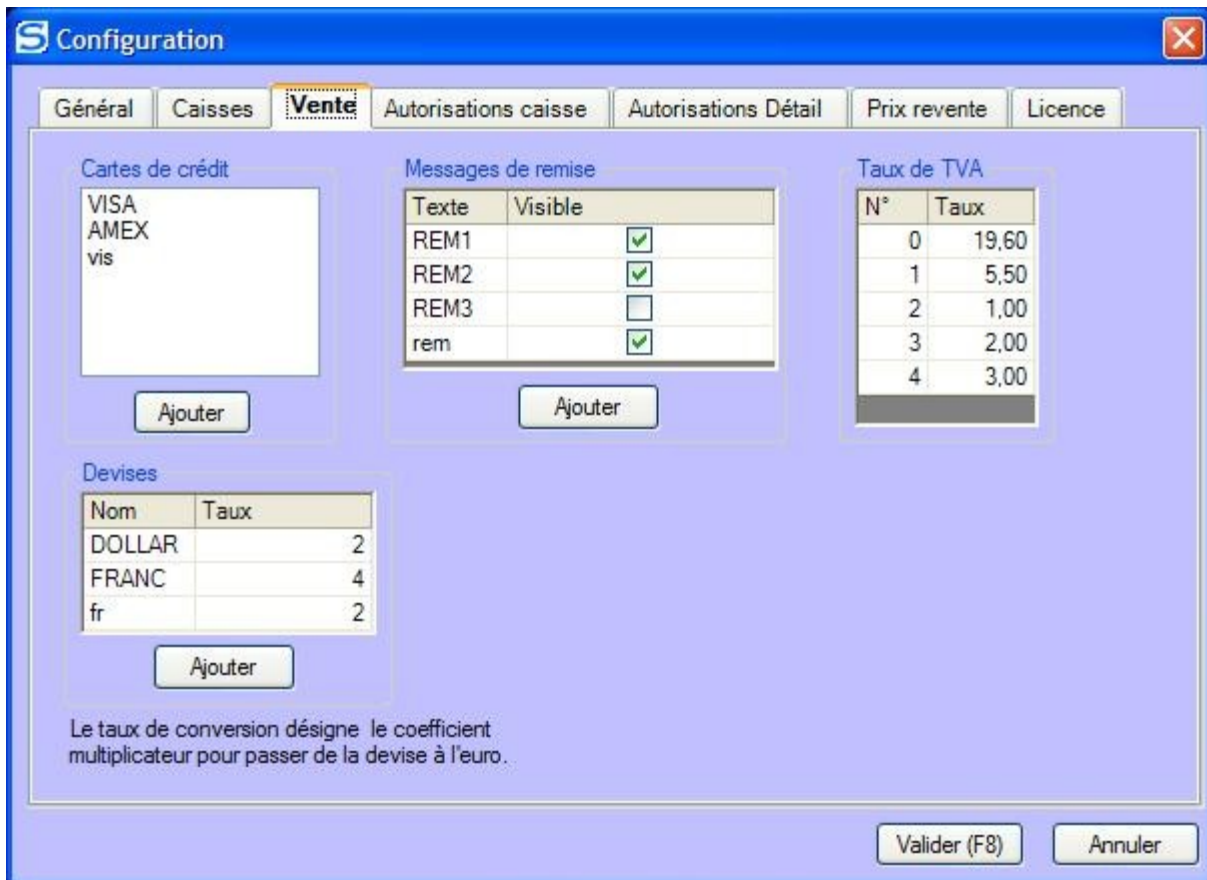 S Configuration
Général Caisses Vente Autorisations caisse Autorisations Détail Prix revente Licence
Cartes de crédit
VISA
AMEX
vis
Ajouter
Messages de remise
Texte Visible
REM1
REM2
REM3
rem
Ajouter
Taux de TVA
N° Taux
0 19,60
1 5,50
2 1,00
3 2,00
4 3,00
Devises
Nom Taux
DOLLAR 2
FRANC 4
fr 2
Ajouter
Le taux de conversion désigne le coefficient
multiplicateur pour passer de la devise à l'euro.
Valider (F8) Annuler